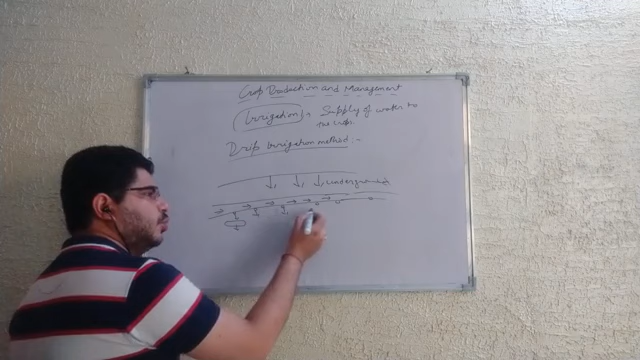 Crop Production and Management
Irrigation :- Supply of water to
the crops
Drip Irrigation method :-
underground